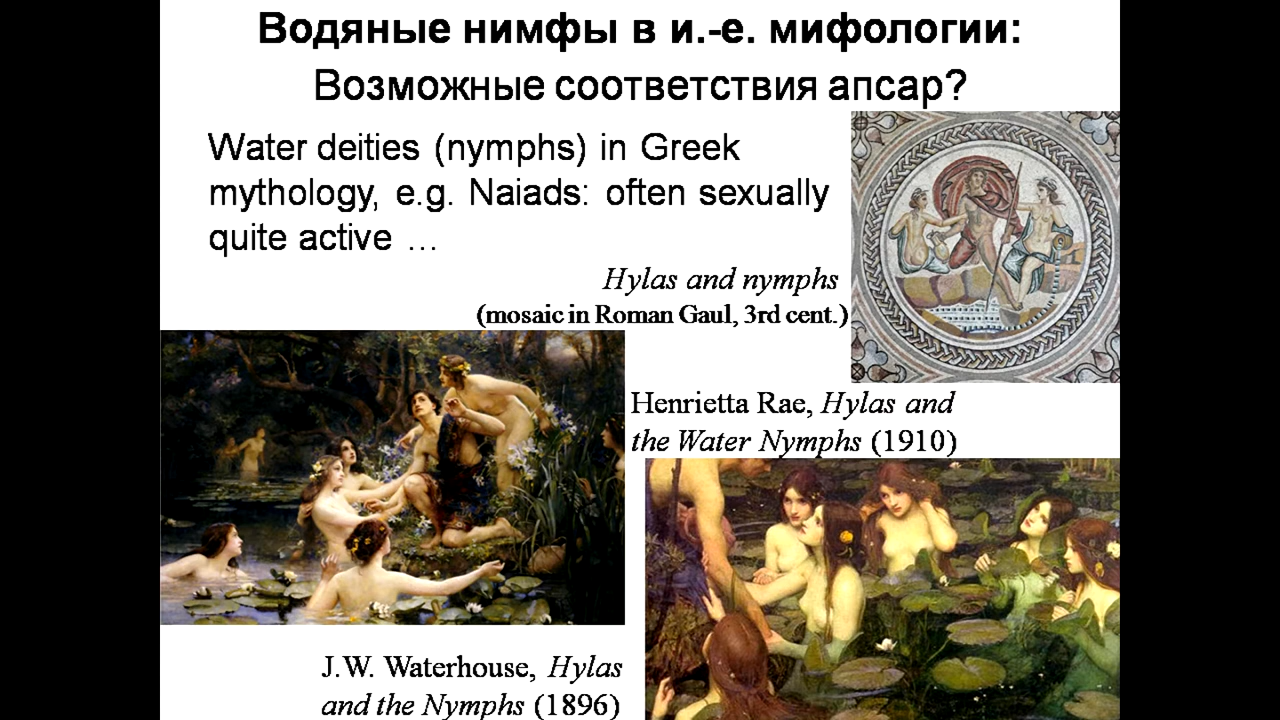 Водяные нимфы в и.-е. мифологии:
Возможные соответствия апсар?
Water deities (nymphs) in Greek
mythology, e.g. Naiads: often sexually
quite active ...
Hylas and nymphs
(mosaic in Roman Gaul, 3rd cent.)
Henrietta Rae, Hylas and
the Water Nymphs (1910)
J.W. Waterhouse, Hylas
and the Nymphs (1896)